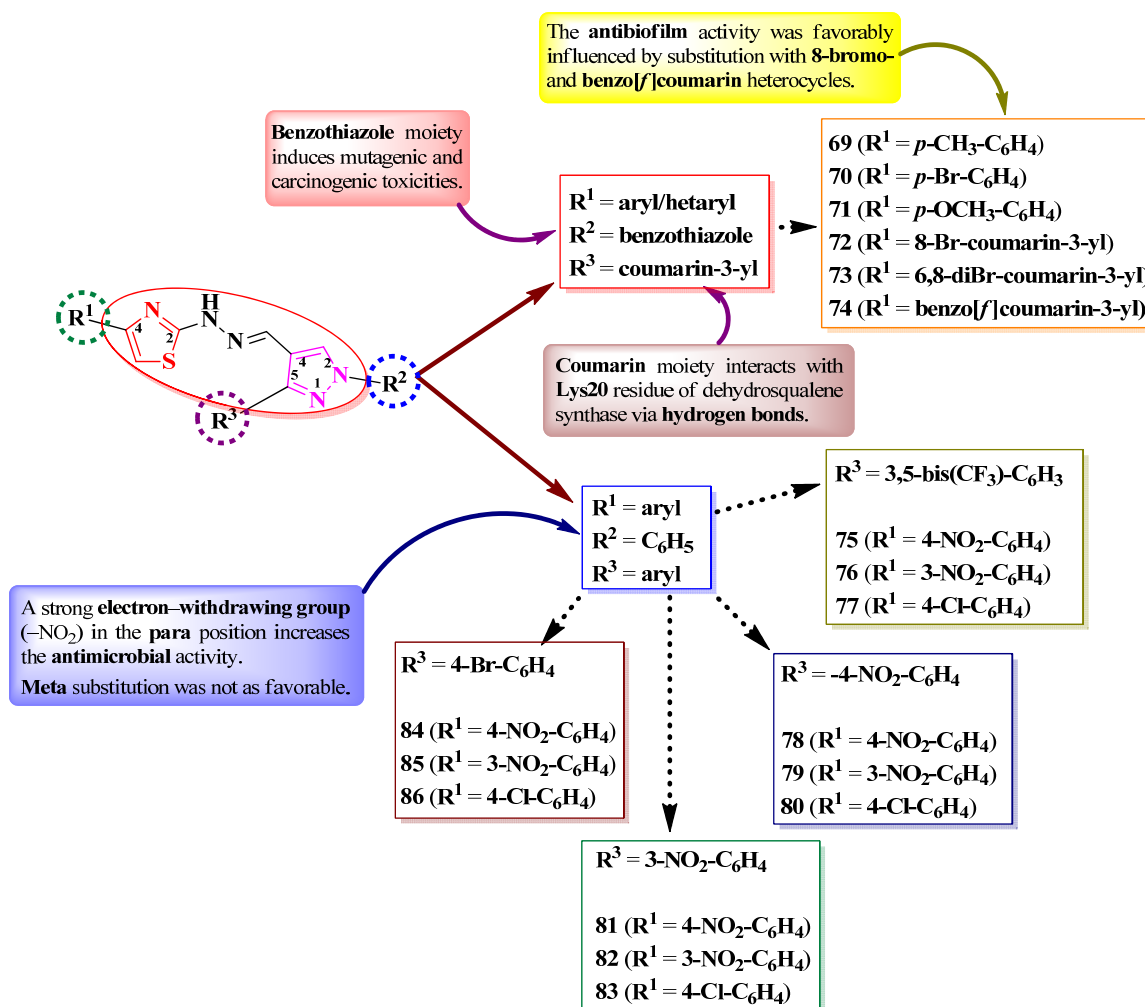 The antibiofilm activity was favorably
influenced by substitution with 8-bromo-
and benzo[f]coumarin heterocycles.
Benzothiazole moiety
induces mutagenic and
carcinogenic toxicities.
R¹ = aryl/hetaryl
R² = benzothiazole
R³ = coumarin-3-yl
69 (R¹ = p-CH₃-C₆H₄)
70 (R¹ = p-Br-C₆H₄)
71 (R¹ = p-OCH₃-C₆H₄)
72 (R¹ = 8-Br-coumarin-3-yl)
73 (R¹ = 6,8-diBr-coumarin-3-yl)
74 (R¹ = benzo[f]coumarin-3-yl)
R¹
4
N
2
S
H
N
N
4
5
2
N
1
N
R²
R³
Coumarin moiety interacts with
Lys20 residue of dehydrosqualene
synthase via hydrogen bonds.
R¹ = aryl
R² = C₆H₅
R³ = aryl
R³ = 3,5-bis(CF₃)-C₆H₃
75 (R¹ = 4-NO₂-C₆H₄)
76 (R¹ = 3-NO₂-C₆H₄)
77 (R¹ = 4-Cl-C₆H₄)
A strong electron–withdrawing group
(–NO₂) in the para position increases
the antimicrobial activity.
Meta substitution was not as favorable.
R³ = 4-Br-C₆H₄
84 (R¹ = 4-NO₂-C₆H₄)
85 (R¹ = 3-NO₂-C₆H₄)
86 (R¹ = 4-Cl-C₆H₄)
R³ = -4-NO₂-C₆H₄
78 (R¹ = 4-NO₂-C₆H₄)
79 (R¹ = 3-NO₂-C₆H₄)
80 (R¹ = 4-Cl-C₆H₄)
R³ = 3-NO₂-C₆H₄
81 (R¹ = 4-NO₂-C₆H₄)
82 (R¹ = 3-NO₂-C₆H₄)
83 (R¹ = 4-Cl-C₆H₄)